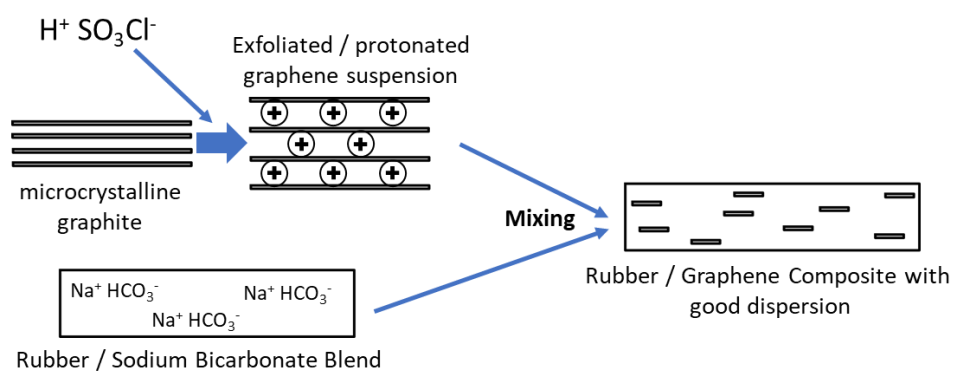 H⁺ SO₃Cl⁻
Exfoliated / protonated
graphene suspension
microcrystalline
graphite
Mixing
Na⁺ HCO₃⁻
Na⁺ HCO₃⁻
Na⁺ HCO₃⁻
Rubber / Sodium Bicarbonate Blend
Rubber / Graphene Composite with
good dispersion